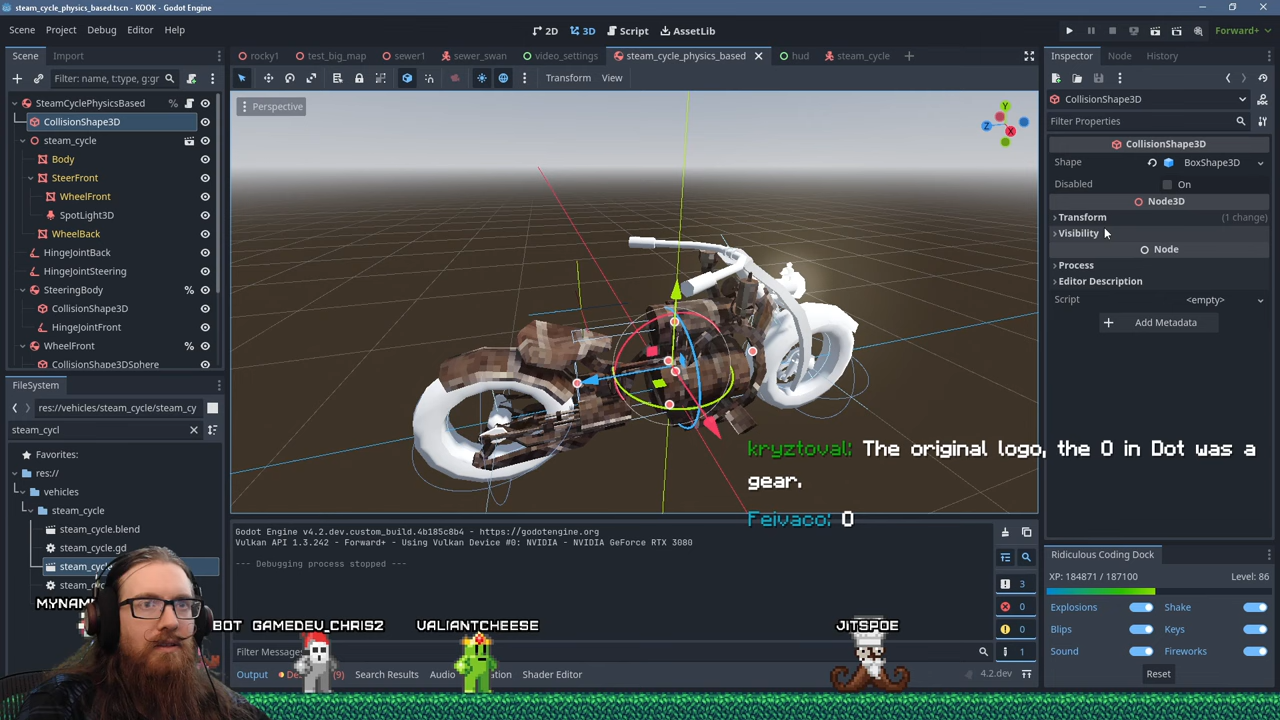 steam_cycle_physics_based.tscn - KOOK - Godot Engine
Scene Project Debug Editor Help
2D 3D Script AssetLib
Forward+
Scene Import
rocky1 test_big_map sewer1 sewer_swan video_settings steam_cycle_physics_based hud steam_cycle
Inspector Node History
Filter: name, t:type, g:gr
Transform View
SteamCyclePhysicsBased
CollisionShape3D
steam_cycle
Body
SteerFront
WheelFront
SpotLight3D
WheelBack
HingeJointBack
HingeJointSteering
SteeringBody
CollisionShape3D
HingeJointFront
WheelFront
CollisionShape3DSphere
Perspective
Y
Z
X
CollisionShape3D
Filter Properties
CollisionShape3D
Shape BoxShape3D
Disabled On
Node3D
Transform (1 change)
Visibility
Node
Process
Editor Description
Script <empty>
Add Metadata
FileSystem
res://vehicles/steam_cycle/steam_cy
steam_cycl
Favorites:
res://
vehicles
steam_cycle
steam_cycle.blend
steam_cycle.gd
kryztoval: The original logo, the O in Dot was a
gear.
Feivaco: O
Godot Engine v4.2.dev.custom_build.4b185c8b4 - https://godotengine.org
Vulkan API 1.3.242 - Forward+ - Using Vulkan Device #0: NVIDIA - NVIDIA GeForce RTX 3080
--- Debugging process stopped ---
3
0
0
1
Filter Messages
Output (9) Search Results Audio Shader Editor
4.2.dev
Ridiculous Coding Dock
XP: 184871 / 187100 Level: 86
Explosions Shake
Blips Keys
Sound Fireworks
Reset
BOT GAMEDEV_CHRISZ VALIANTCHEESE JITSPOE